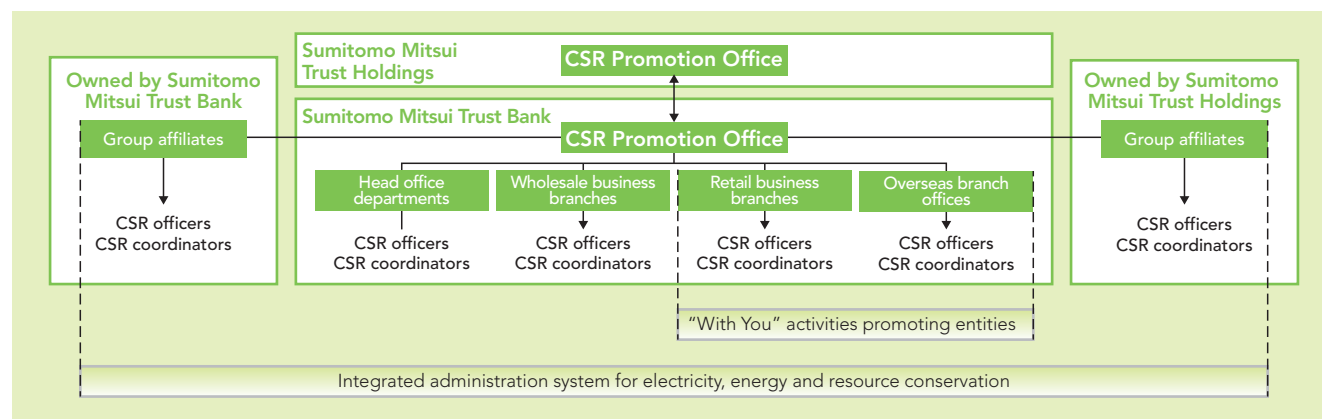 Sumitomo Mitsui
Trust Holdings
CSR Promotion Office
Owned by Sumitomo
Mitsui Trust Bank
Group affiliates
CSR officers
CSR coordinators
Sumitomo Mitsui Trust Bank
CSR Promotion Office
Head office
departments
CSR officers
CSR coordinators
Wholesale business
branches
CSR officers
CSR coordinators
Retail business
branches
CSR officers
CSR coordinators
Overseas branch
offices
CSR officers
CSR coordinators
Owned by Sumitomo
Mitsui Trust Holdings
Group affiliates
CSR officers
CSR coordinators
“With You” activities promoting entities
Integrated administration system for electricity, energy and resource conservation